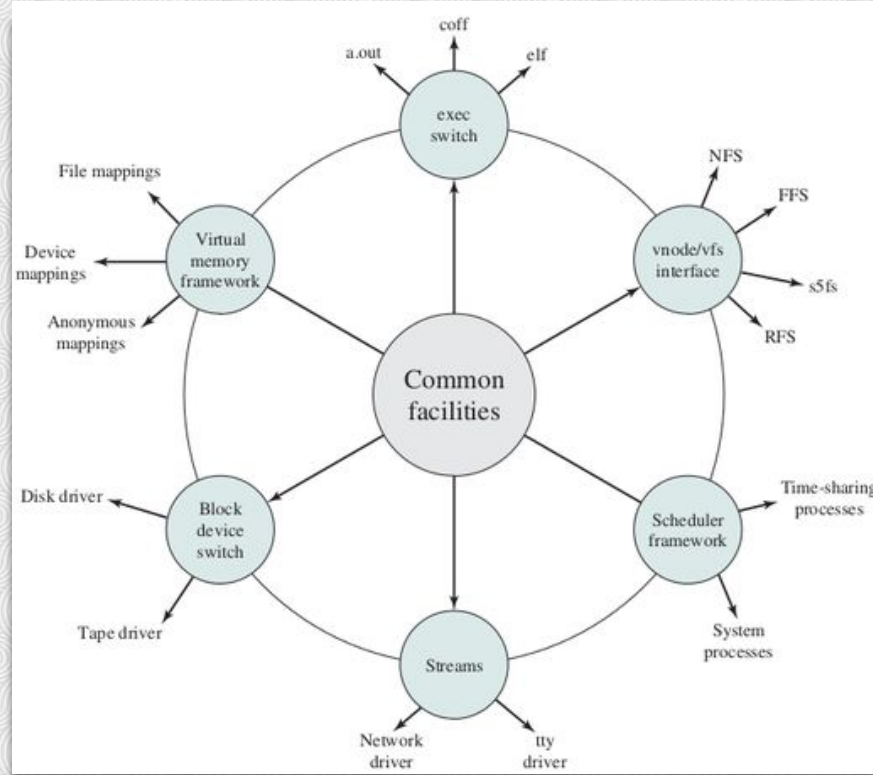 coff
a.out
elf
exec
switch
NFS
FFS
vnode/vfs
interface
s5fs
RFS
File mappings
Virtual
memory
framework
Device
mappings
Anonymous
mappings
Common
facilities
Disk driver
Block
device
switch
Tape driver
Time-sharing
processes
Scheduler
framework
System
processes
Streams
Network
driver
tty
driver